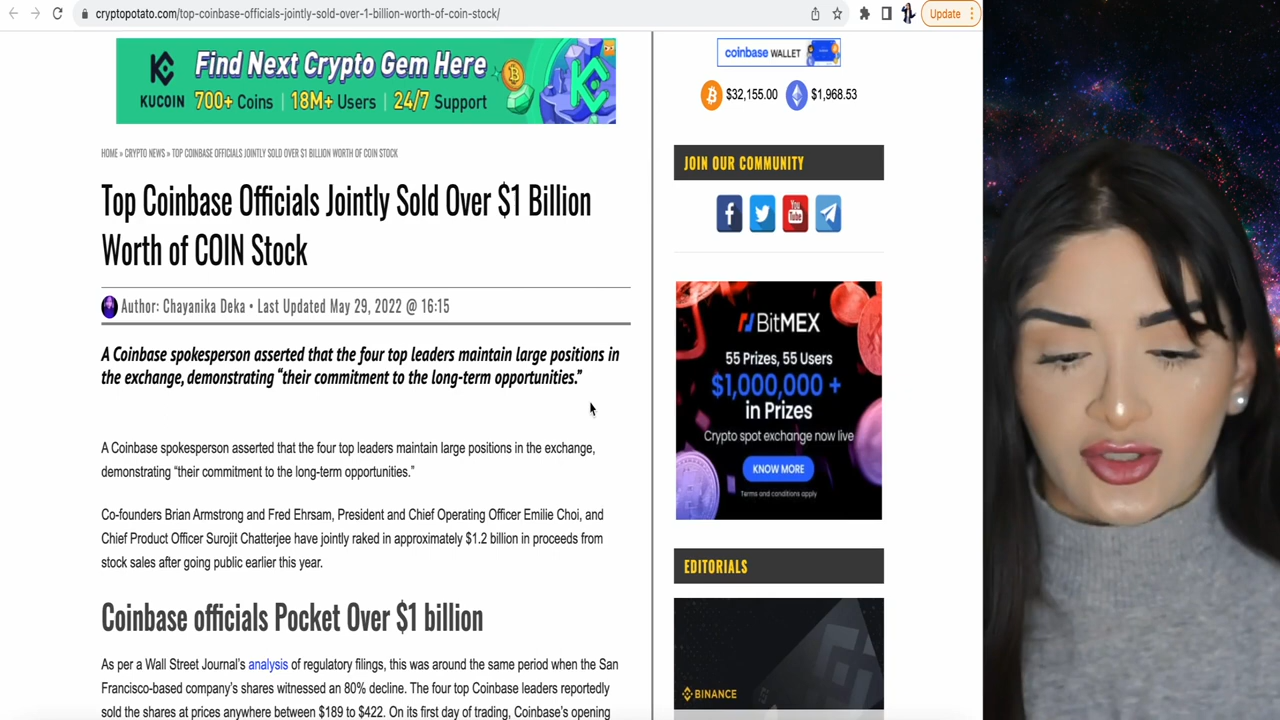 cryptopotato.com/top-coinbase-officials-jointly-sold-over-1-billion-worth-of-coin-stock/
Update
KUCOIN
Find Next Crypto Gem Here
700+ Coins | 18M+ Users | 24/7 Support
coinbase WALLET
$32,155.00
$1,968.53
HOME » CRYPTO NEWS » TOP COINBASE OFFICIALS JOINTLY SOLD OVER $1 BILLION WORTH OF COIN STOCK
Top Coinbase Officials Jointly Sold Over $1 Billion
Worth of COIN Stock
Author: Chayanika Deka • Last Updated May 29, 2022 @ 16:15
A Coinbase spokesperson asserted that the four top leaders maintain large positions in
the exchange, demonstrating “their commitment to the long-term opportunities.”
A Coinbase spokesperson asserted that the four top leaders maintain large positions in the exchange,
demonstrating “their commitment to the long-term opportunities.”
Co-founders Brian Armstrong and Fred Ehrsam, President and Chief Operating Officer Emilie Choi, and
Chief Product Officer Surojit Chatterjee have jointly raked in approximately $1.2 billion in proceeds from
stock sales after going public earlier this year.
Coinbase officials Pocket Over $1 billion
As per a Wall Street Journal’s analysis of regulatory filings, this was around the same period when the San
Francisco-based company’s shares witnessed an 80% decline. The four top Coinbase leaders reportedly
sold the shares at prices anywhere between $189 to $422. On its first day of trading, Coinbase’s opening
JOIN OUR COMMUNITY
You
Tube
BitMEX
55 Prizes, 55 Users
$1,000,000 +
in Prizes
Crypto spot exchange now live
KNOW MORE
Terms and conditions apply
EDITORIALS
BINANCE